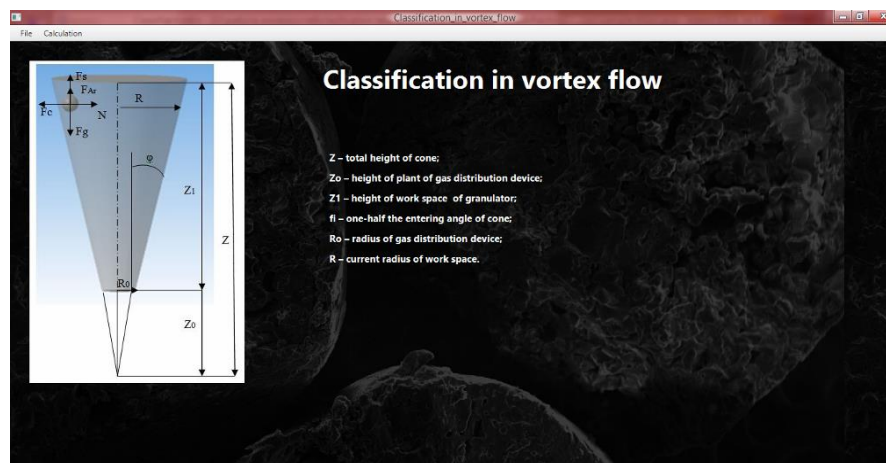 Classification_in_vortex_flow
File Calculation
Classification in vortex flow
Fs
FAr
R
Fc
N
Fg
φ
Z1
Z
R0
Z0
Z – total height of cone;
Zo – height of plant of gas distribution device;
Z1 – height of work space of granulator;
fi – one-half the entering angle of cone;
Ro – radius of gas distribution device;
R – current radius of work space.